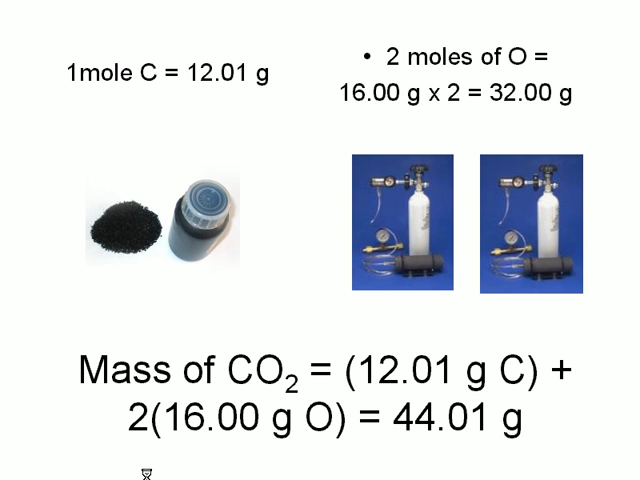 1mole C = 12.01 g
• 2 moles of O =
16.00 g x 2 = 32.00 g
Mass of CO₂ = (12.01 g C) +
2(16.00 g O) = 44.01 g